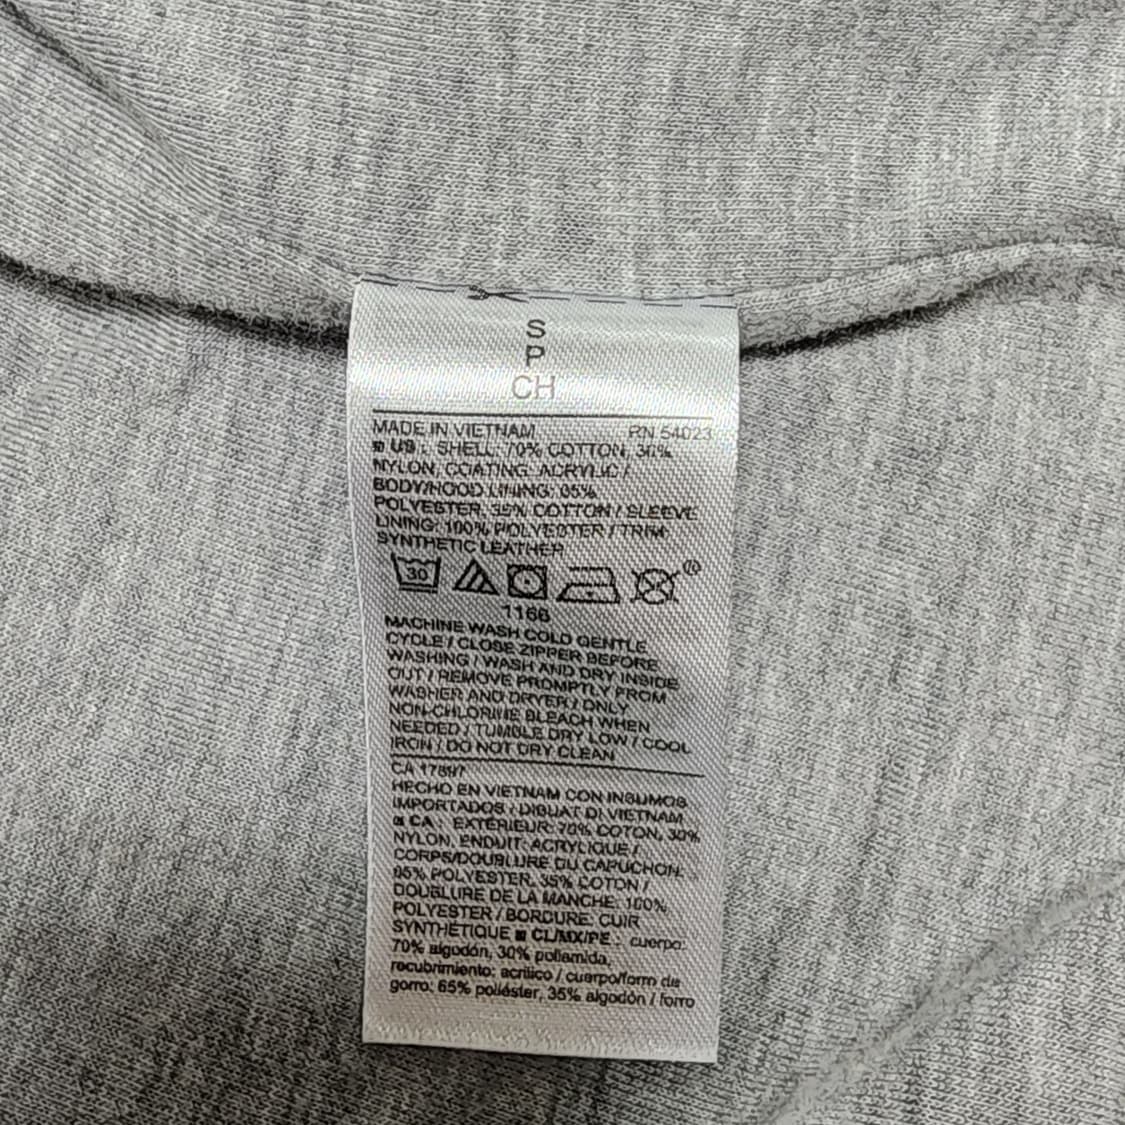 S
P
CH
MADE IN VIETNAM RN 54023
US : SHELL: 70% COTTON, 30%
NYLON, COATING: ACRYLIC /
BODY/HOOD LINING: 65%
POLYESTER, 35% COTTON / SLEEVE
LINING: 100% POLYESTER / TRIM:
SYNTHETIC LEATHER
30
1166
MACHINE WASH COLD GENTLE
CYCLE / CLOSE ZIPPER BEFORE
WASHING / WASH AND DRY INSIDE
OUT / REMOVE PROMPTLY FROM
WASHER AND DRYER / ONLY
NON-CHLORINE BLEACH WHEN
NEEDED / TUMBLE DRY LOW / COOL
IRON / DO NOT DRY CLEAN
CA 17897
HECHO EN VIETNAM CON INSUMOS
IMPORTADOS / DIBUAT DI VIETNAM
CA : EXTÉRIEUR: 70% COTON, 30%
NYLON, ENDUIT: ACRYLIQUE /
CORPS/DOUBLURE DU CAPUCHON:
65% POLYESTER, 35% COTON /
DOUBLURE DE LA MANCHE: 100%
POLYESTER / BORDURE: CUIR
SYNTHÉTIQUE CL/MX/PE : cuerpo:
70% algodón, 30% poliamida,
recubrimiento: acrílico / cuerpo/forro de
gorro: 65% poliéster, 35% algodón / forro